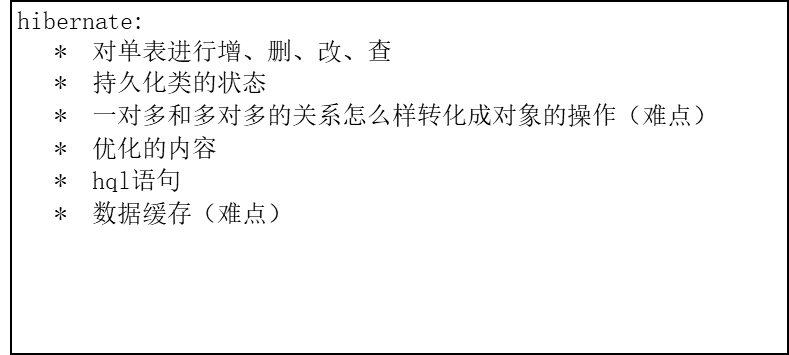 hibernate:
* 对单表进行增、删、改、查
* 持久化类的状态
* 一对多和多对多的关系怎么样转化成对象的操作（难点）
* 优化的内容
* hql语句
* 数据缓存（难点）